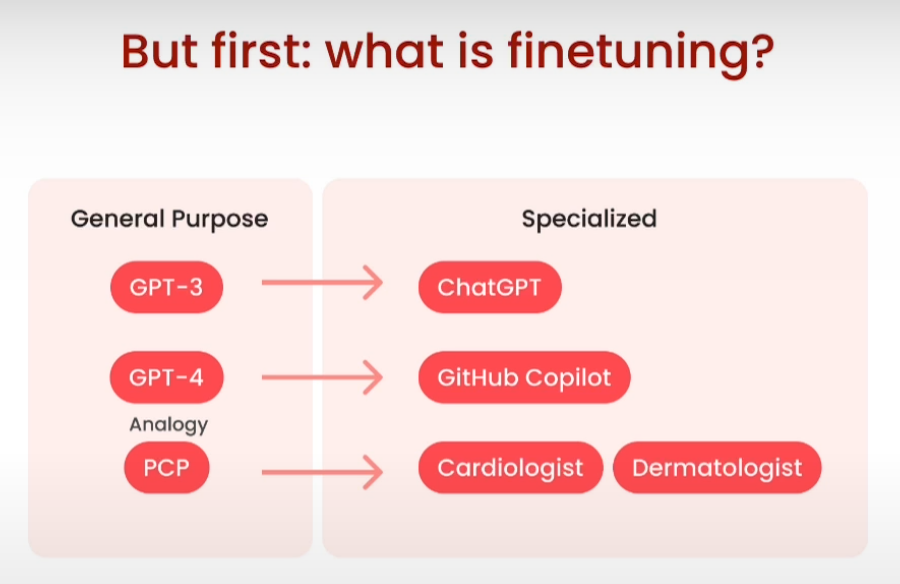 But first: what is finetuning?
General Purpose
Specialized
GPT-3
ChatGPT
GPT-4
GitHub Copilot
Analogy
PCP
Cardiologist
Dermatologist